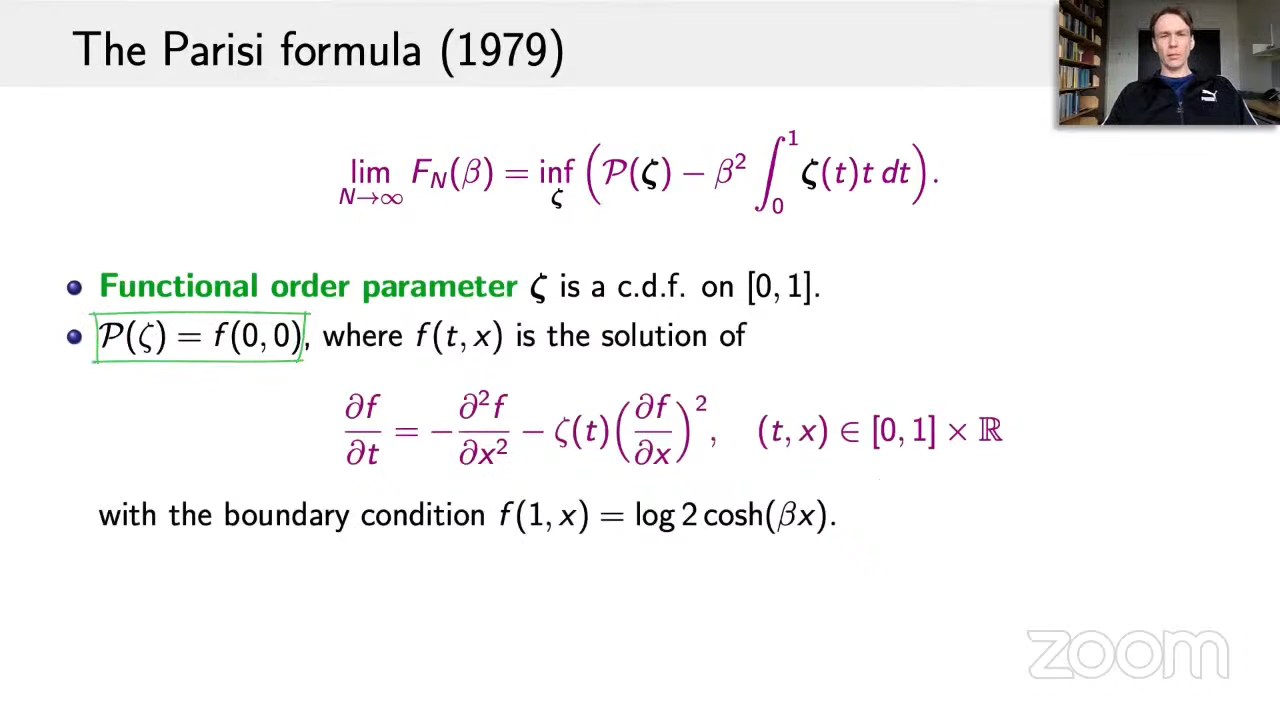 The Parisi formula (1979)
lim_{N→∞} F_N(β) = inf_ζ (𝒫(ζ) − β² ∫₀¹ ζ(t)t dt).
Functional order parameter ζ is a c.d.f. on [0, 1].
𝒫(ζ) = f(0, 0), where f(t, x) is the solution of
∂f/∂t = −∂²f/∂x² − ζ(t)(∂f/∂x)², (t, x) ∈ [0, 1] × ℝ
with the boundary condition f(1, x) = log 2 cosh(βx).
zoom